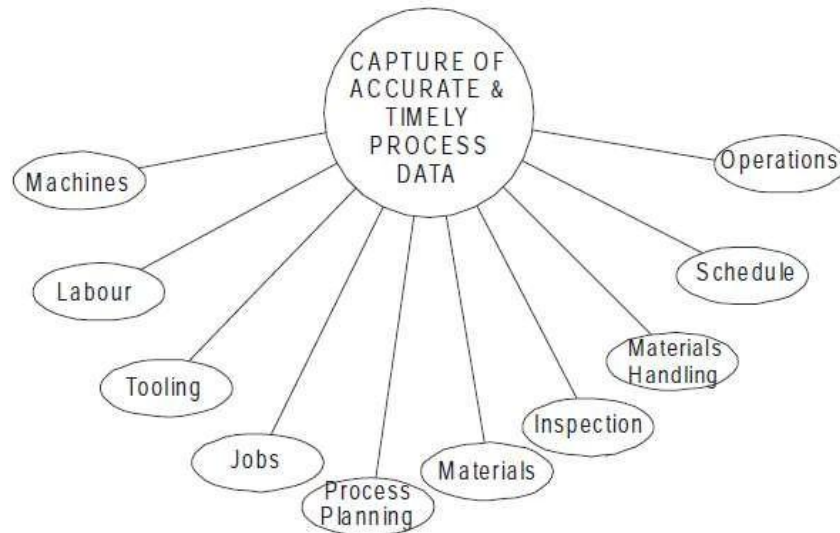 CAPTURE OF
ACCURATE &
TIMELY
PROCESS
DATA
Machines
Labour
Tooling
Jobs
Process
Planning
Materials
Inspection
Materials
Handling
Schedule
Operations